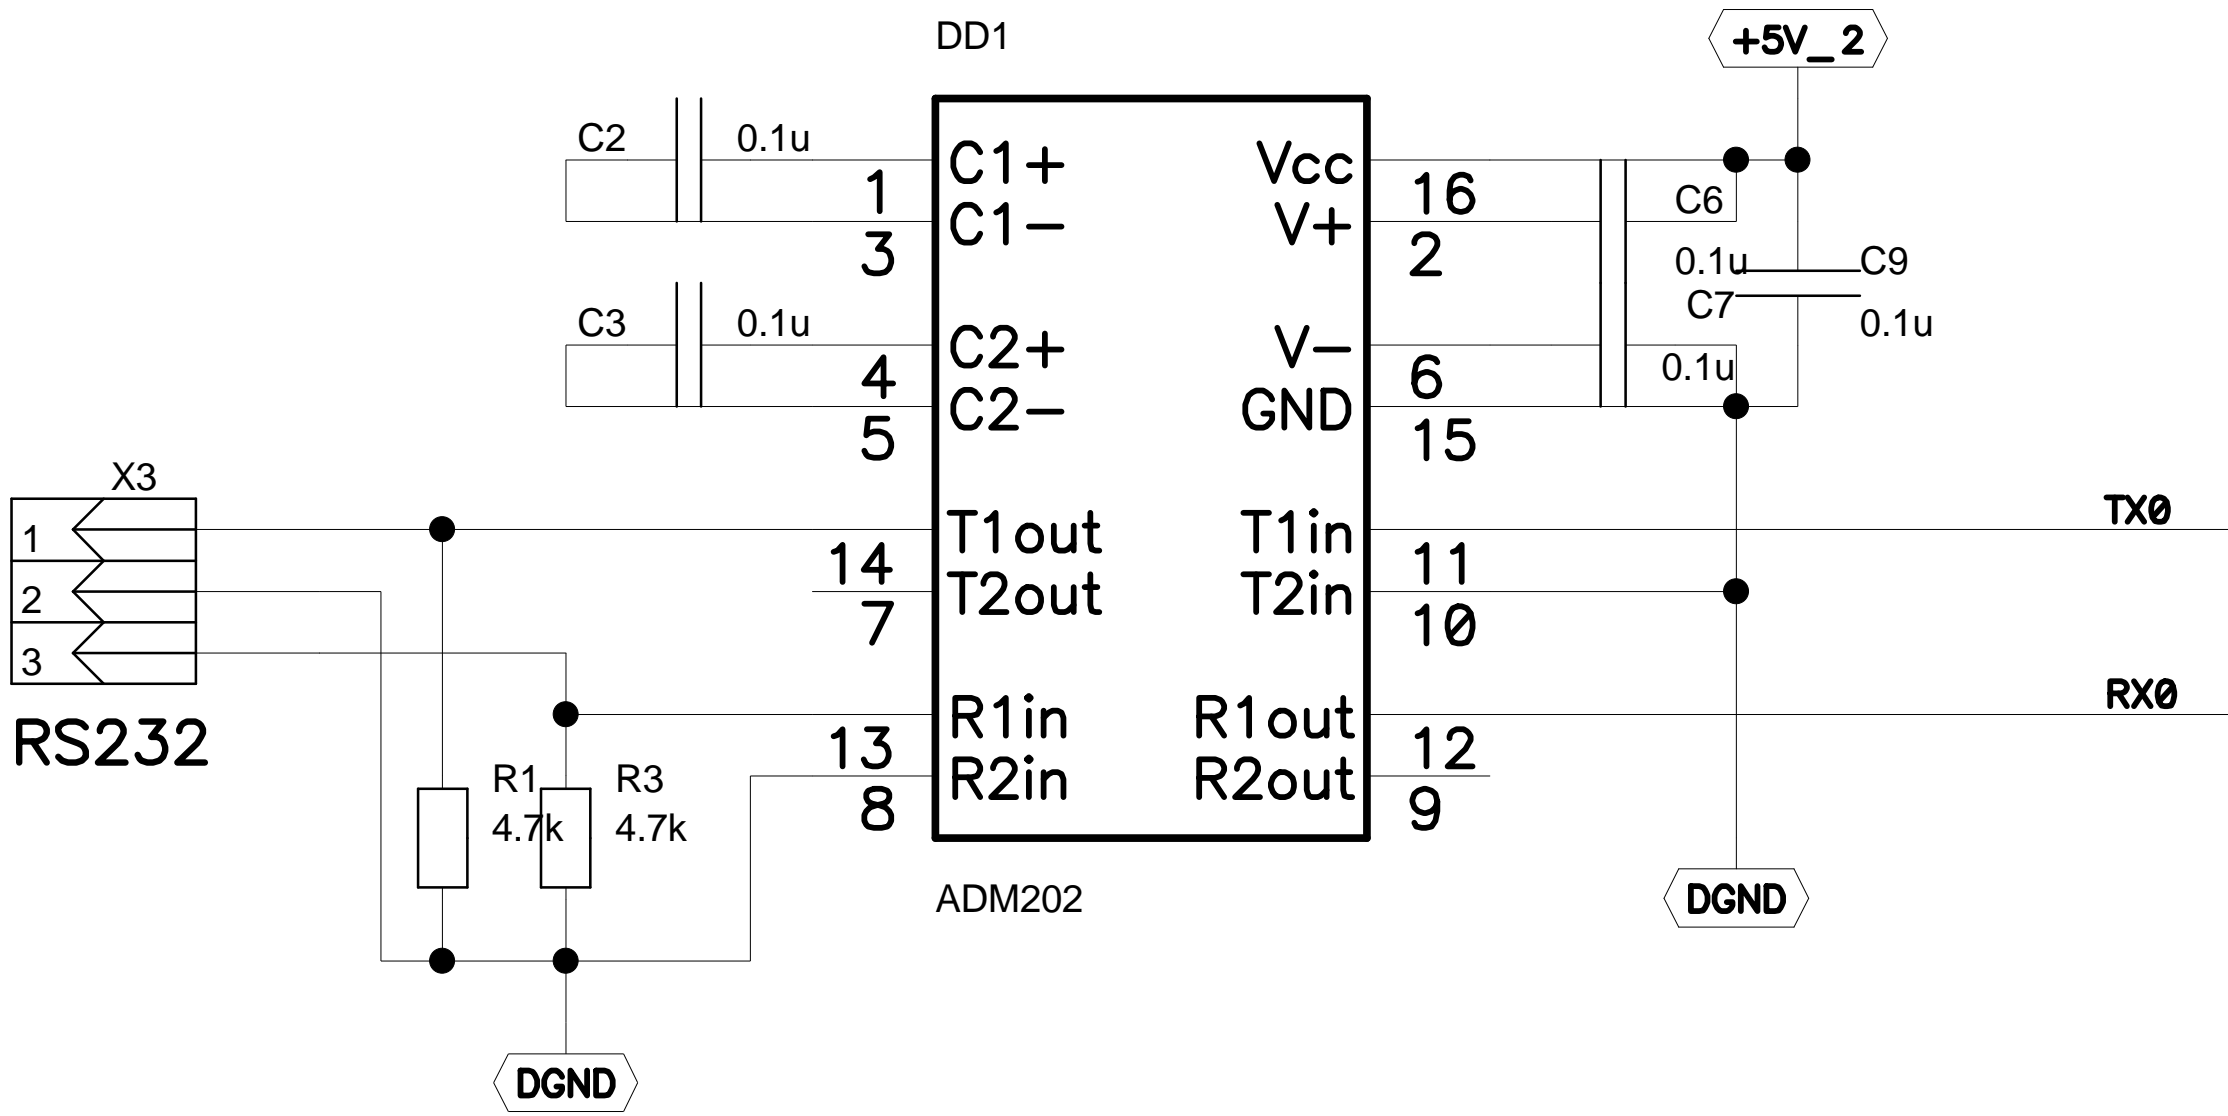 DD1
+5V_2
C2 0.1u
C1+ Vcc
1 16
C6
C1- V+
3 2
0.1u C9
C7
C3 0.1u 0.1u
C2+ V-
4 6
0.1u
C2- GND
5 15
X3
1
T1out T1in
TX0
14 11
2
T2out T2in
7 10
3
RX0
RS232
R1in R1out
13 12
R1 R3
R2in R2out
8 9
4.7k 4.7k
ADM202
DGND
DGND